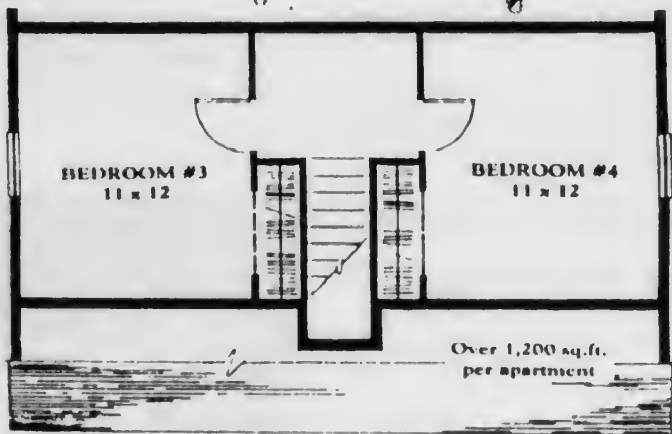 BEDROOM #3
11 x 12
BEDROOM #4
11 x 12
Over 1,200 sq.ft.
per apartment